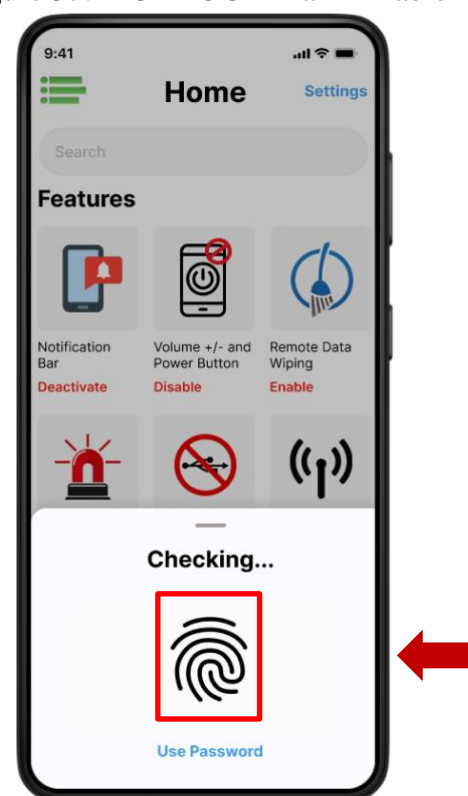 9:41
Home
Settings
Search
Features
Notification Bar
Volume +/- and Power Button
Remote Data Wiping
Deactivate
Disable
Enable
Checking...
Use Password